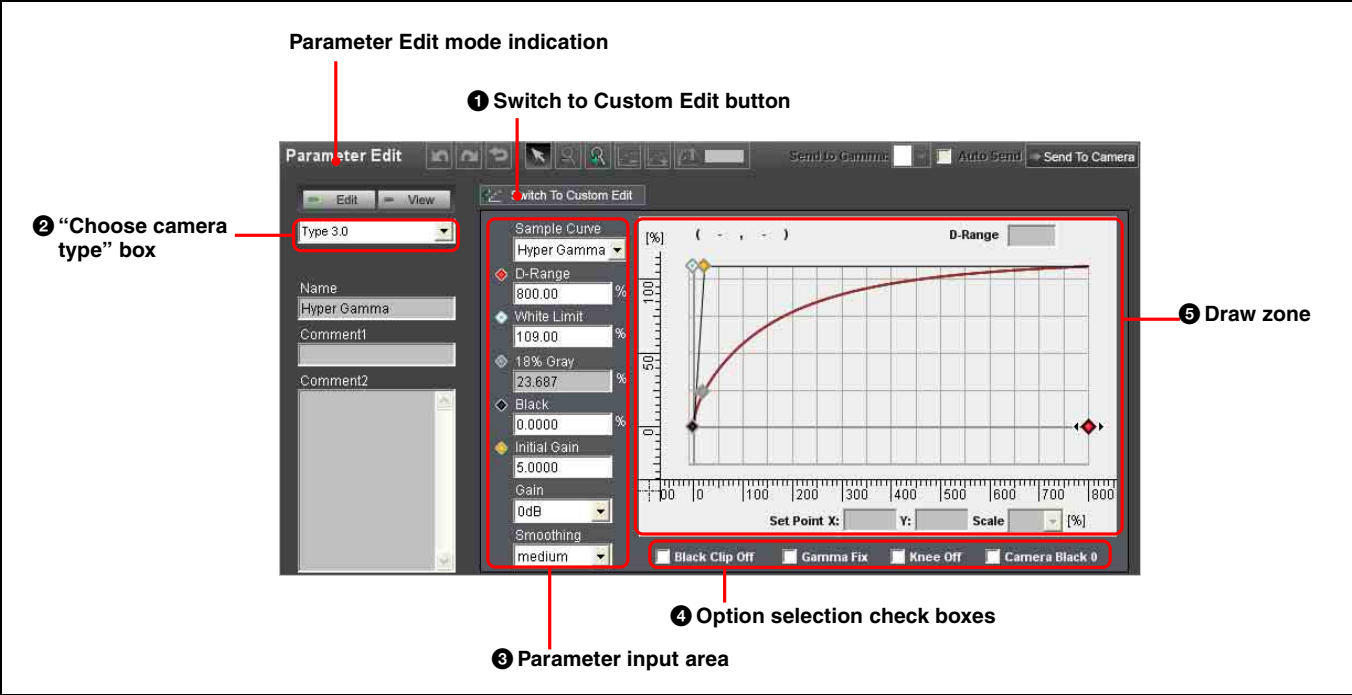 Parameter Edit mode indication
❶ Switch to Custom Edit button
Parameter Edit
Send to Gamma:
Auto Send
Send To Camera
Edit
View
Switch To Custom Edit
❷ “Choose camera
type” box
Type 3.0
Name
Hyper Gamma
Comment1
Comment2
Sample Curve
Hyper Gamma
D-Range
800.00 %
White Limit
109.00 %
18% Gray
23.687 %
Black
0.0000 %
Initial Gain
5.0000
Gain
0dB
Smoothing
medium
[%]
( - , - )
D-Range
100
50
0
00 0 100 200 300 400 500 600 700 800
Set Point X: Y: Scale [%]
Black Clip Off
Gamma Fix
Knee Off
Camera Black 0
❺ Draw zone
❹ Option selection check boxes
❸ Parameter input area